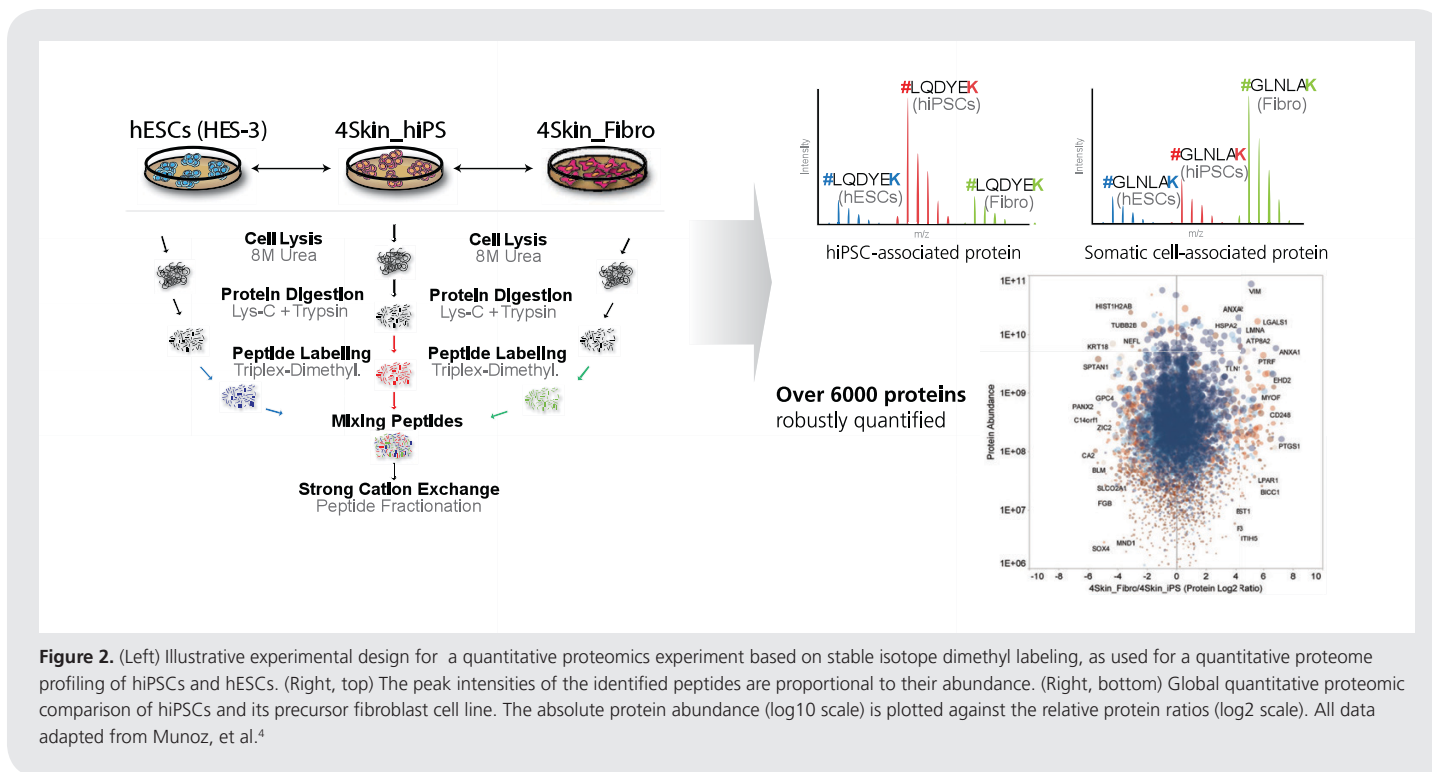 hESCs (HES-3)
4Skin_hiPS
4Skin_Fibro
Cell Lysis
8M Urea
Cell Lysis
8M Urea
Protein Digestion
Lys-C +Trypsin
Protein Digestion
Lys-C +Trypsin
Peptide Labeling
Triplex-Dimethyl.
Peptide Labeling
Triplex-Dimethyl.
Mixing Peptides
Strong Cation Exchange
Peptide Fractionation
Intensity
#LQDYEK
(hESCs)
#LQDYEK
(hiPSCs)
#LQDYEK
(Fibro)
m/z
hiPSC-associated protein
Intensity
#GLNLAK
(hESCs)
#GLNLAK
(hiPSCs)
#GLNLAK
(Fibro)
m/z
Somatic cell-associated protein
Over 6000 proteins
robustly quantified
Protein Abundance
1E+11
1E+10
1E+09
1E+08
1E+07
1E+06
HIST1H2AB
TUBB2B
NEFL
KRT18
SPTAN1
GPC4
PANX2
C14orf1
ZIC2
CA2
BLM
SLCO2A1
FGB
MND1
SOX4
VIM
HSPA2
LGALS1
LMNA
ATP8A2
ANXA1
PTRF
EHD2
MYOF
CD248
PTGS1
LPAR1
BICC1
ITIH5
-10 -8 -6 -4 -2 0 2 4 6 8 10
4Skin_Fibro/4Skin_iPS (Protein Log2 Ratio)
Figure 2. (Left) Illustrative experimental design for a quantitative proteomics experiment based on stable isotope dimethyl labeling, as used for a quantitative proteome
profiling of hiPSCs and hESCs. (Right, top) The peak intensities of the identified peptides are proportional to their abundance. (Right, bottom) Global quantitative proteomic
comparison of hiPSCs and its precursor fibroblast cell line. The absolute protein abundance (log10 scale) is plotted against the relative protein ratios (log2 scale). All data
adapted from Munoz, et al.4